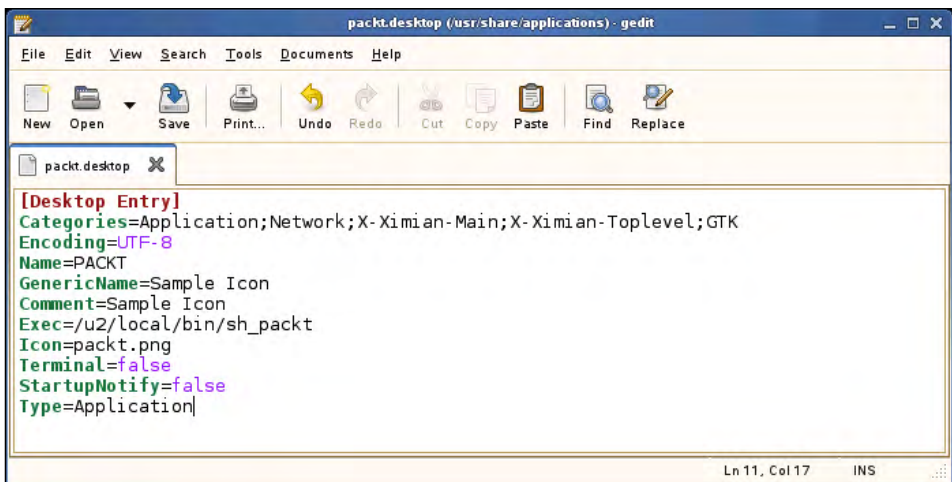 packt.desktop (/usr/share/applications) - gedit
File Edit View Search Tools Documents Help
New Open Save Print... Undo Redo Cut Copy Paste Find Replace
packt.desktop
[Desktop Entry]
Categories=Application;Network;X-Ximian-Main;X-Ximian-Toplevel;GTK
Encoding=UTF-8
Name=PACKT
GenericName=Sample Icon
Comment=Sample Icon
Exec=/u2/local/bin/sh_packt
Icon=packt.png
Terminal=false
StartupNotify=false
Type=Application
Ln 11, Col 17 INS